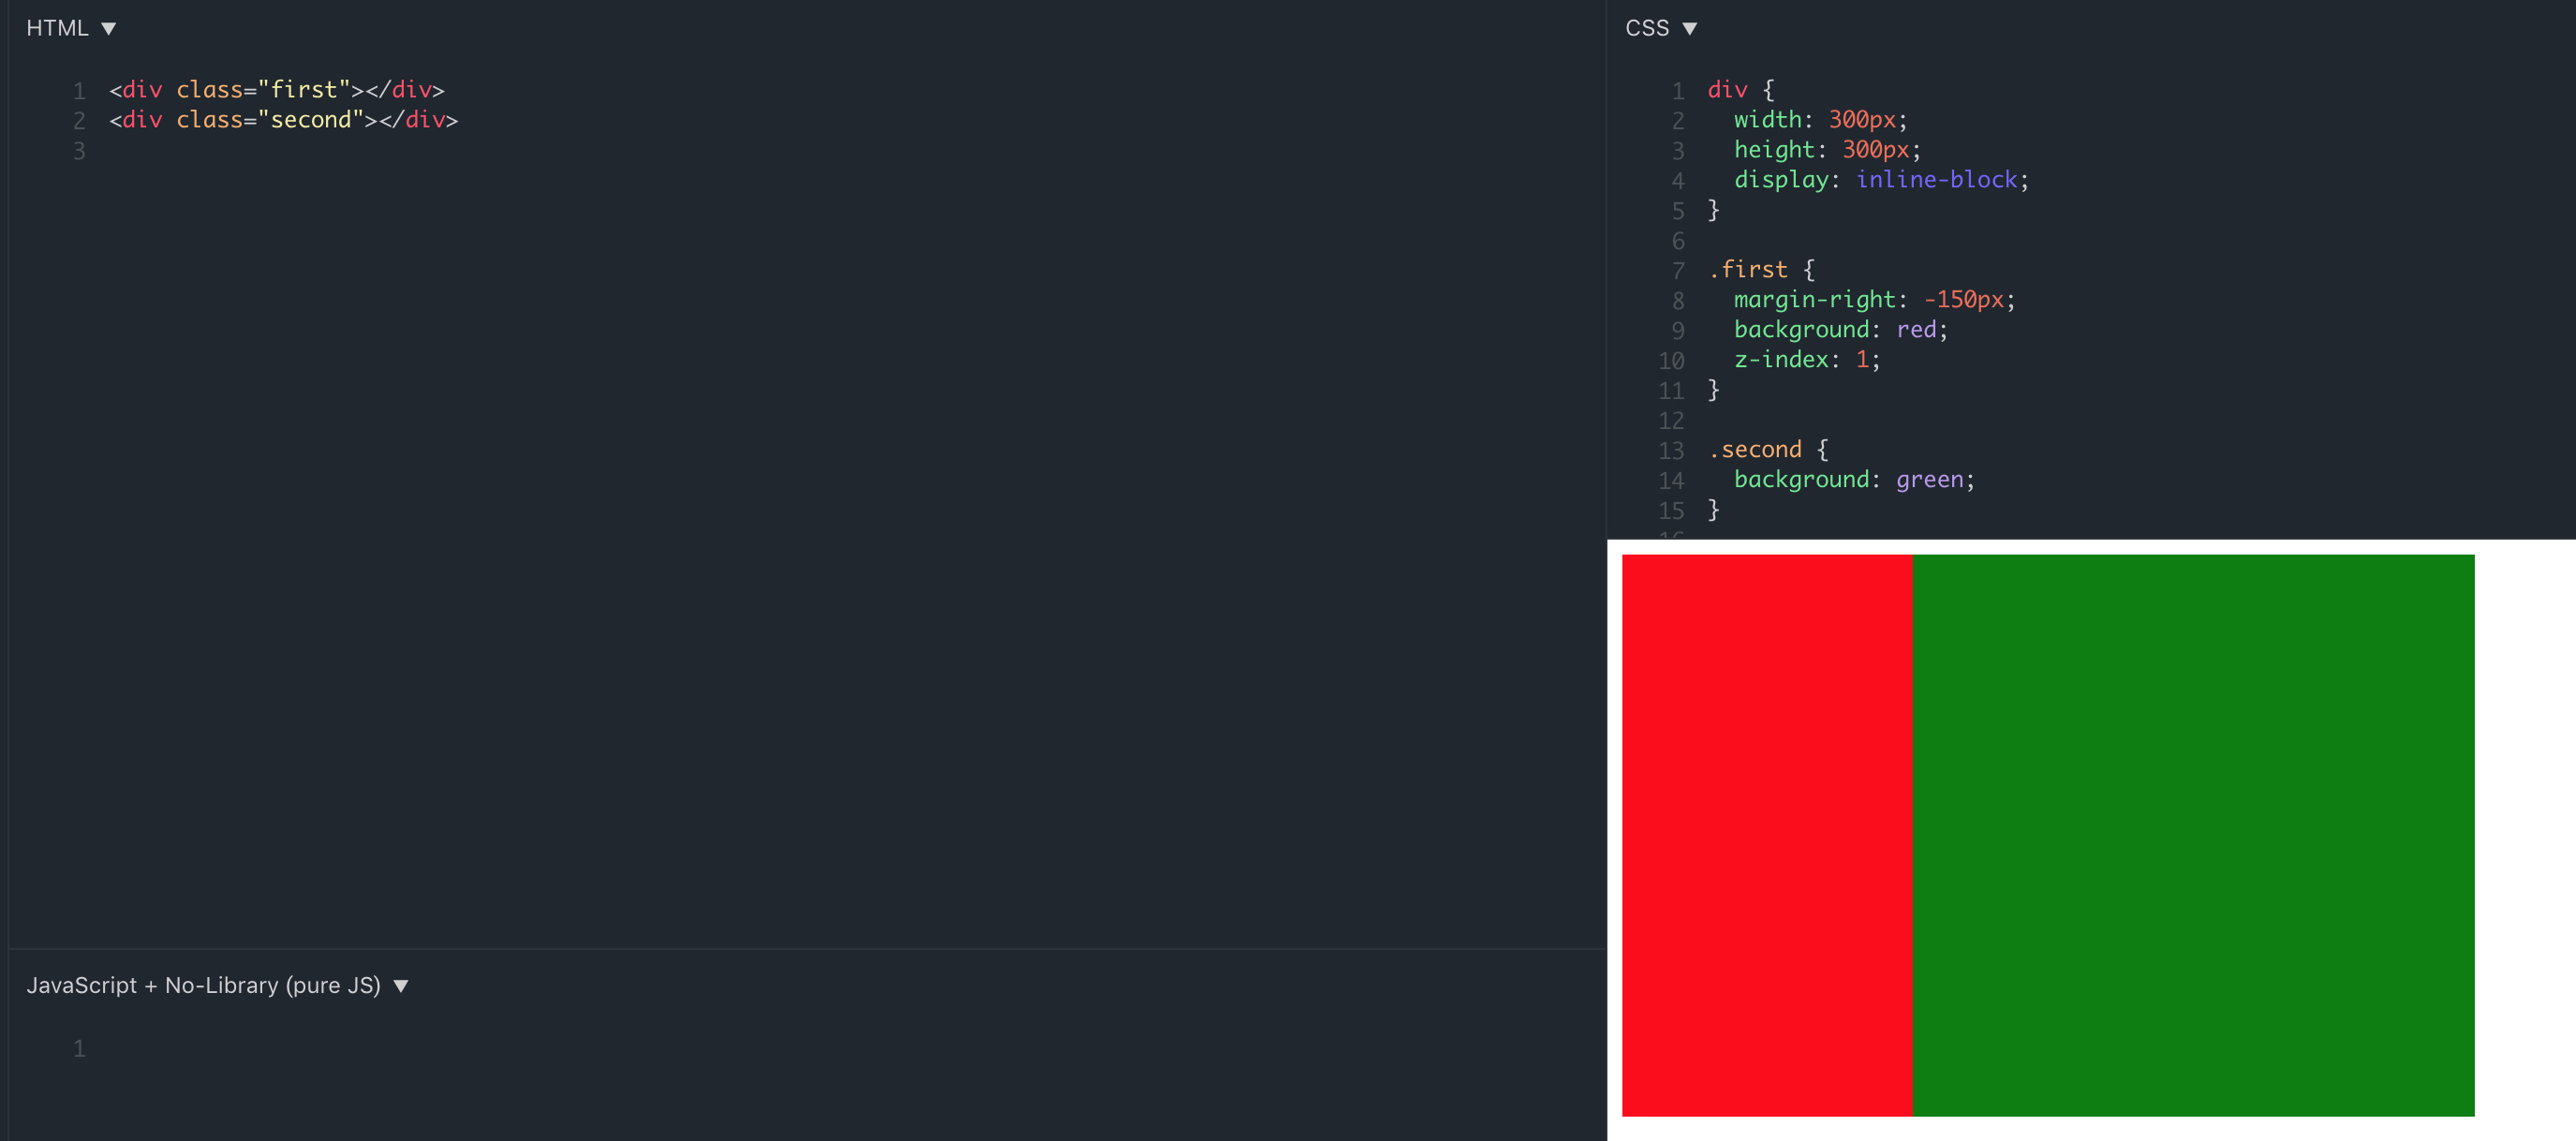 HTML ▼
1 <div class="first"></div>
2 <div class="second"></div>
3
JavaScript + No-Library (pure JS) ▼
1
CSS ▼
1 div {
2   width: 300px;
3   height: 300px;
4   display: inline-block;
5 }
6
7 .first {
8   margin-right: -150px;
9   background: red;
10   z-index: 1;
11 }
12
13 .second {
14   background: green;
15 }